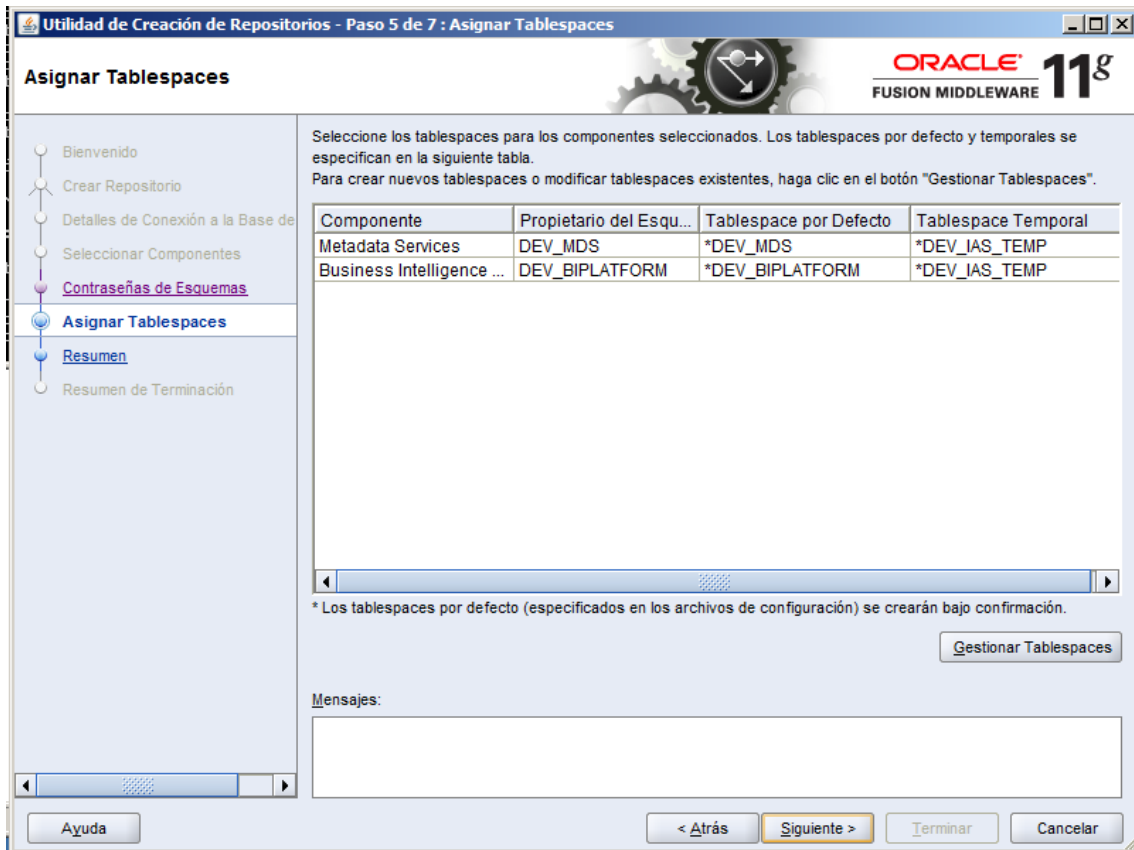 Utilidad de Creación de Repositorios - Paso 5 de 7 : Asignar Tablespaces
Asignar Tablespaces
ORACLE
FUSION MIDDLEWARE
11g
Bienvenido
Crear Repositorio
Detalles de Conexión a la Base de
Seleccionar Componentes
Contraseñas de Esquemas
Asignar Tablespaces
Resumen
Resumen de Terminación
Seleccione los tablespaces para los componentes seleccionados. Los tablespaces por defecto y temporales se
especifican en la siguiente tabla.
Para crear nuevos tablespaces o modificar tablespaces existentes, haga clic en el botón "Gestionar Tablespaces".
Componente Propietario del Esqu... Tablespace por Defecto Tablespace Temporal
Metadata Services DEV_MDS *DEV_MDS *DEV_IAS_TEMP
Business Intelligence ... DEV_BIPLATFORM *DEV_BIPLATFORM *DEV_IAS_TEMP
* Los tablespaces por defecto (especificados en los archivos de configuración) se crearán bajo confirmación.
Gestionar Tablespaces
Mensajes:
Ayuda
< Atrás
Siguiente >
Terminar
Cancelar